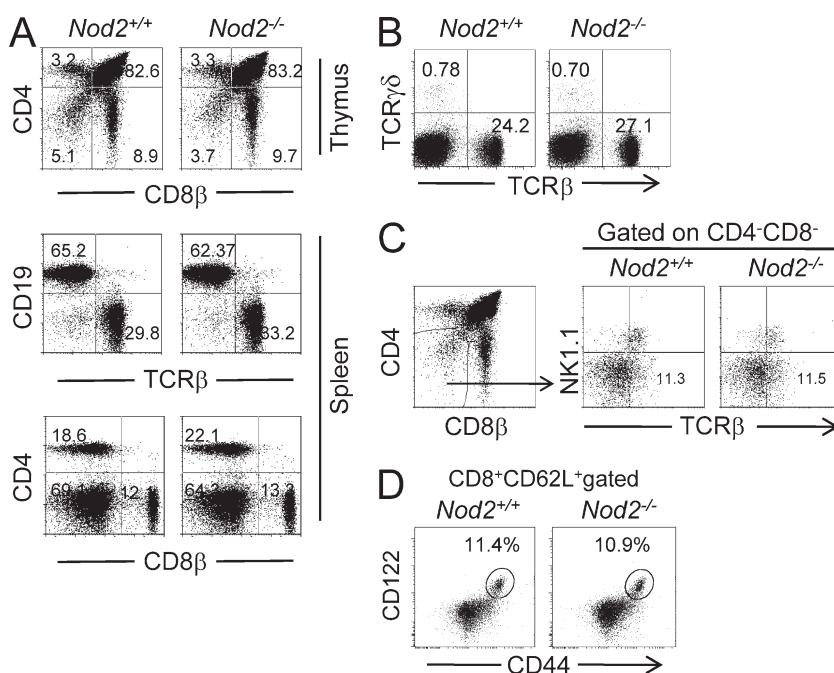 A
Nod2+/+ Nod2-/-
3.2 82.6 5.1 8.9
3.3 83.2 3.7 9.7
CD4
CD8β
Thymus
65.2 29.8
62.37 33.2
CD19
TCRβ
18.6 69.1 12
22.1 64.3
CD4
CD8β
Spleen
B
Nod2+/+ Nod2-/-
0.78 24.2
0.70 27.1
TCRγδ
TCRβ
C
Gated on CD4-CD8-
Nod2+/+ Nod2-/-
CD4
CD8β
NK1.1
11.3 11.5
TCRβ
D
CD8+CD62L+gated
Nod2+/+ Nod2-/-
11.4% 10.9%
CD122
CD44